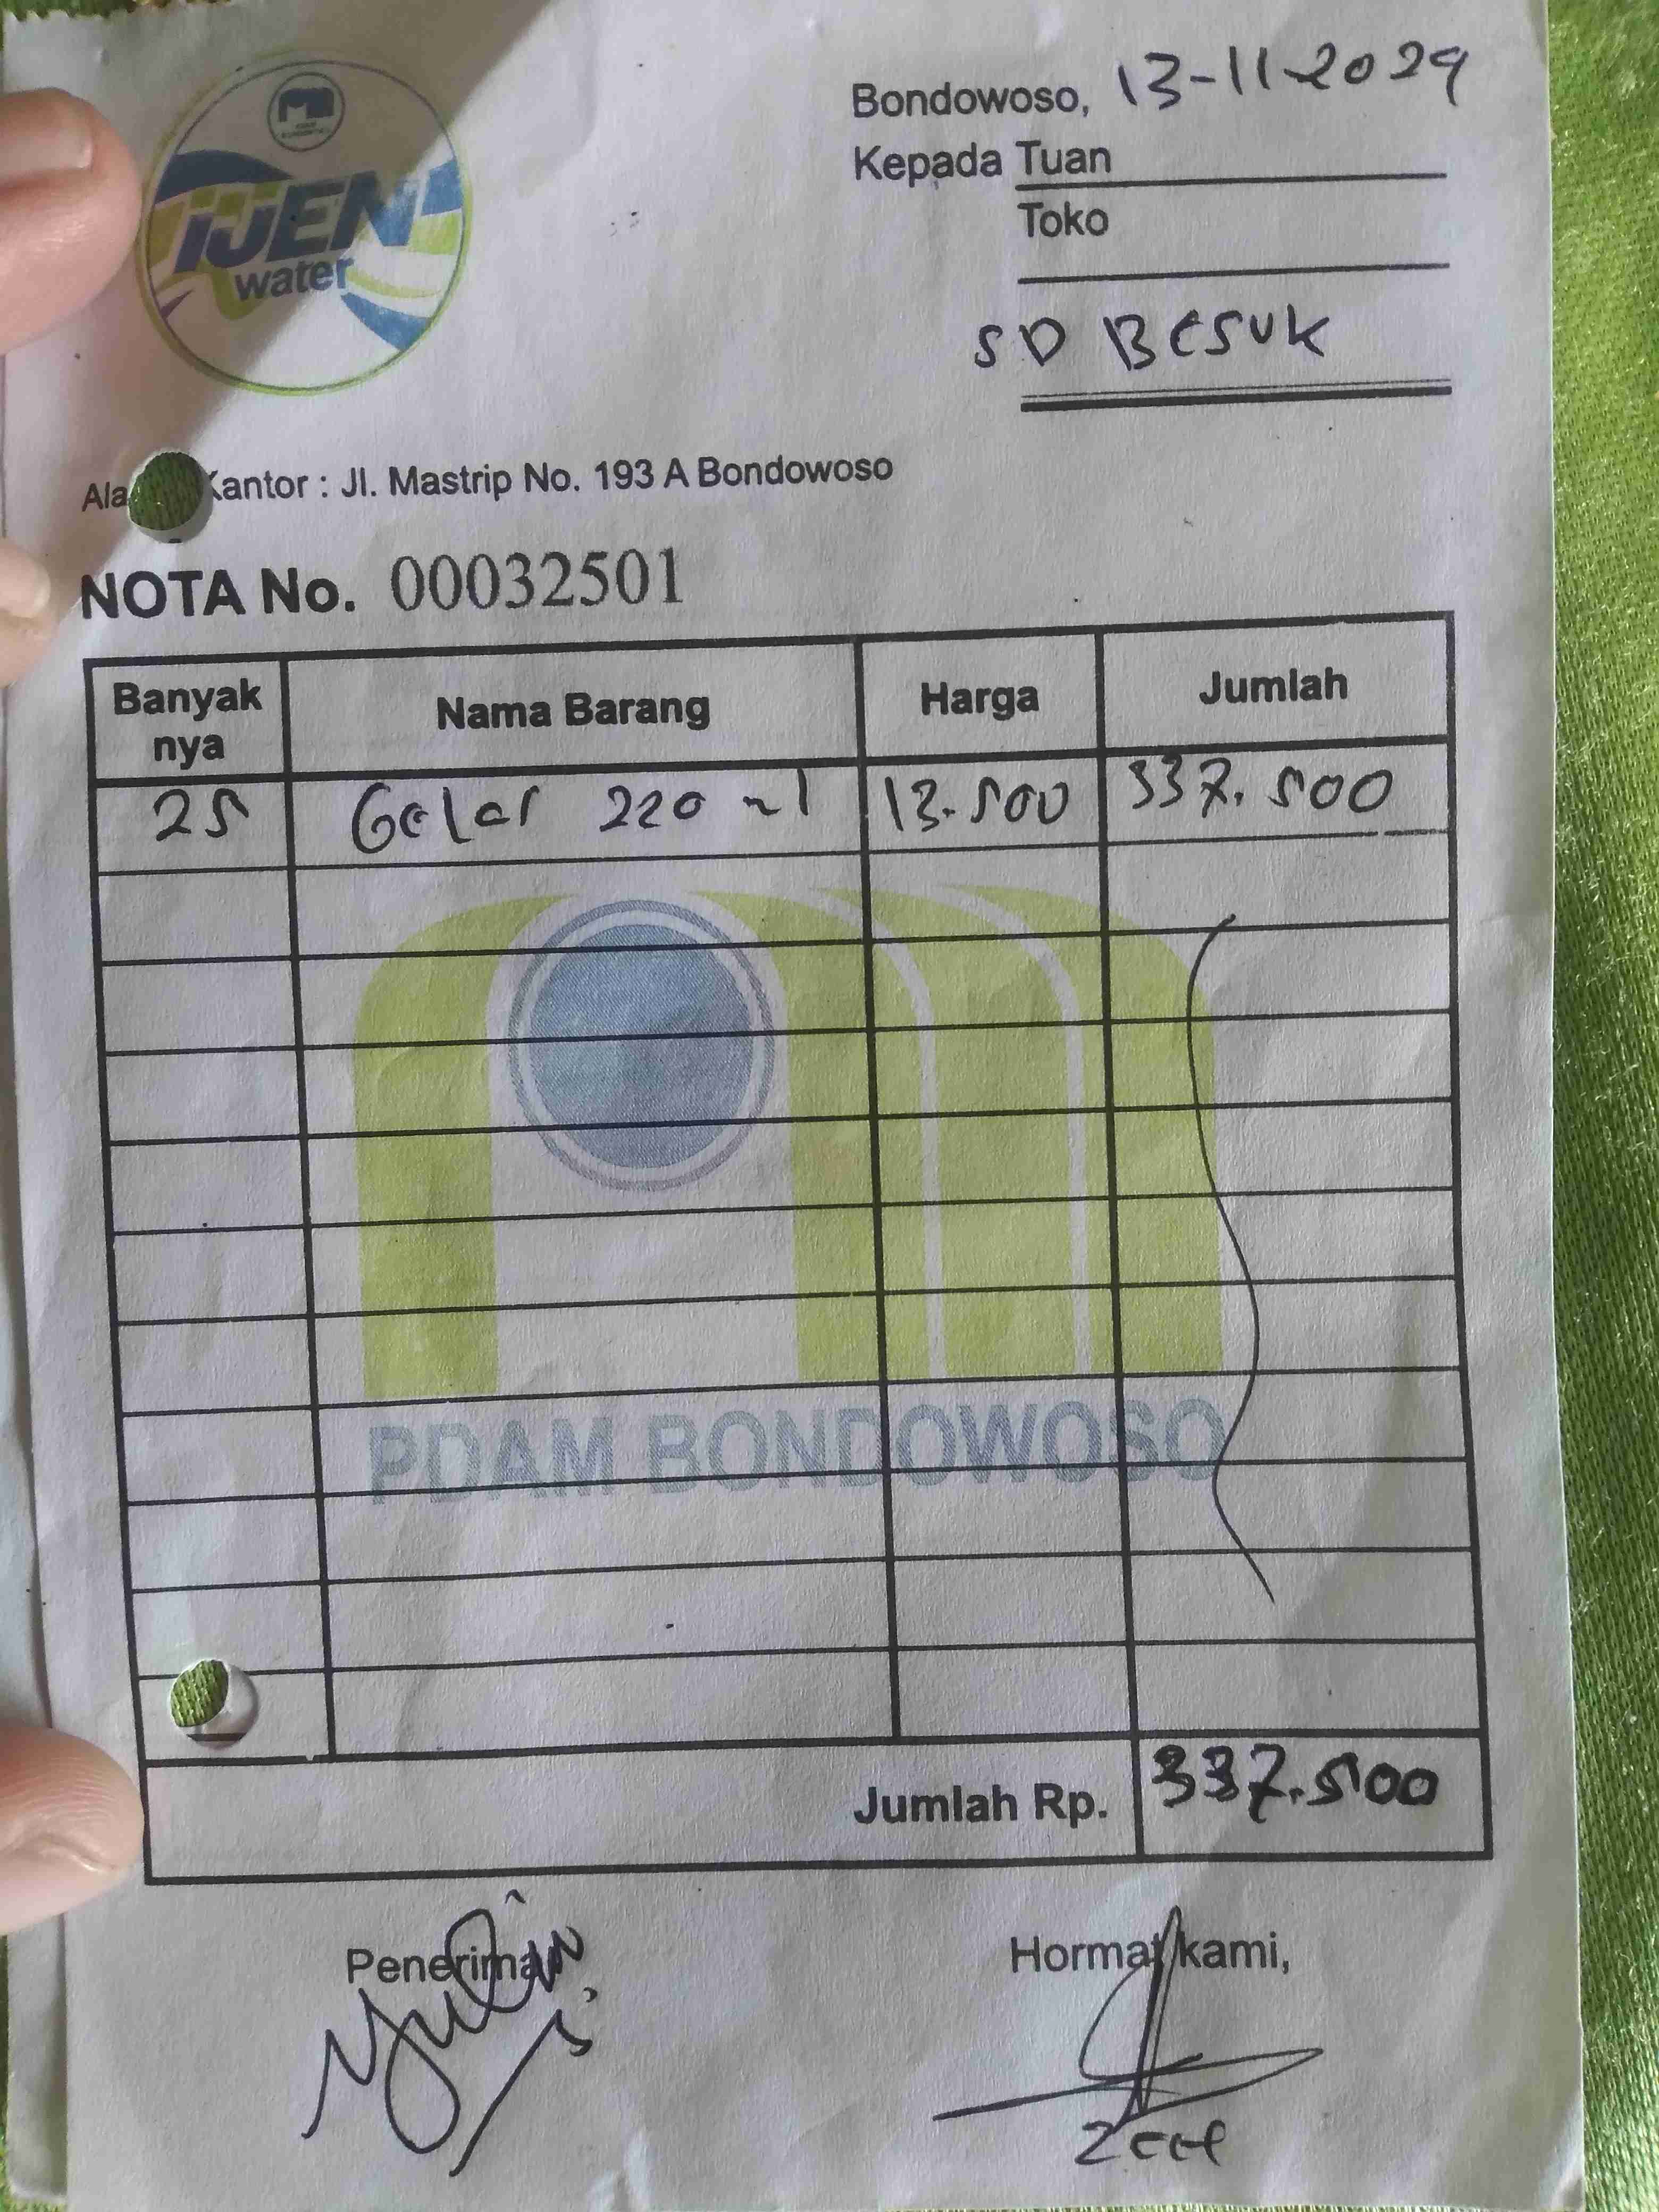 IJEN
water
Bondowoso, 13-11-2024
Kepada Tuan
Toko
SD BESUK
Ala Kantor : Jl. Mastrip No. 193 A Bondowoso
NOTA No. 00032501
Banyak nya Nama Barang Harga Jumlah
25 Gelas 220 ml 13.500 337.500
PDAM BONDOWOSO
Jumlah Rp. 337.500
Penerima Hormat kami,